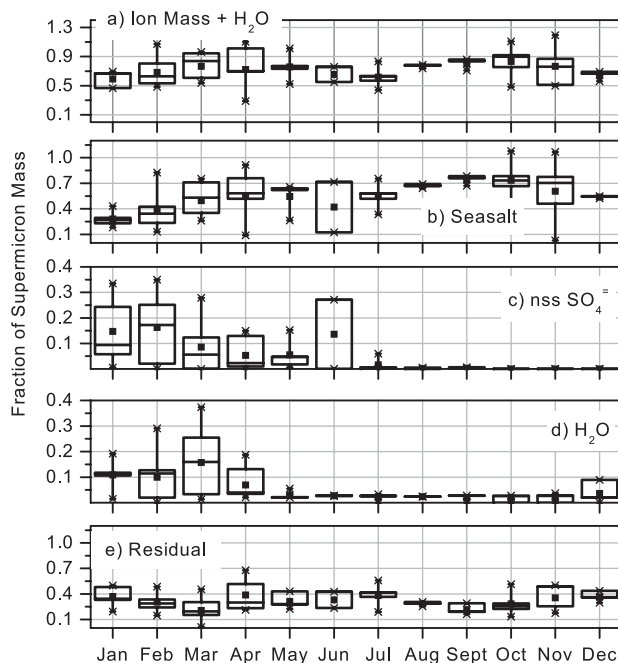 Fraction of Supermicron Mass
a) Ion Mass + H₂O
1.3
0.9
0.5
0.1
b) Seasalt
1.0
0.7
0.4
0.1
c) nss SO₄⁼
0.4
0.3
0.2
0.1
d) H₂O
0.4
0.3
0.2
0.1
e) Residual
1.0
0.7
0.4
0.1
Jan Feb Mar Apr May Jun Jul Aug Sept Oct Nov Dec